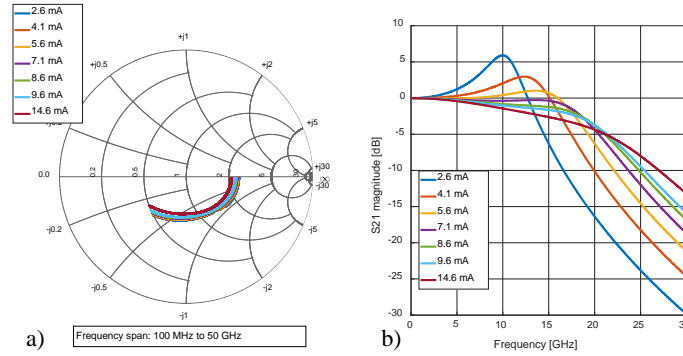 2.6 mA
4.1 mA
5.6 mA
7.1 mA
8.6 mA
9.6 mA
14.6 mA
+j1
+j0.5
+j2
+j0.2
+j5
0.0
0.2
0.5
1
2
5
+j30
-j30
-j0.2
-j5
-j0.5
-j2
-j1
a)
Frequency span: 100 MHz to 50 GHz
S21 magnitude [dB]
10
5
0
-5
-10
-15
-20
-25
-30
2.6 mA
4.1 mA
5.6 mA
7.1 mA
8.6 mA
9.6 mA
14.6 mA
0 5 10 15 20 25 30
Frequency [GHz]
b)